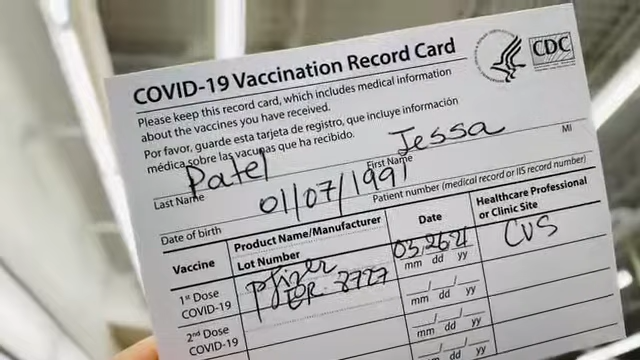 COVID-19 Vaccination Record Card
CDC
Please keep this record card, which includes medical information
about the vaccines you have received.
Por favor, guarde esta tarjeta de registro, que incluye información
médica sobre las vacunas que ha recibido.
Patel Jessa
Last Name First Name MI
01/07/1991
Date of birth Patient number (medical record or IIS record number)
Vaccine Product Name/Manufacturer Date Healthcare Professional
Lot Number or Clinic Site
1st Dose Pfizer 03/26/21 CVS
COVID-19 8727 mm dd yy
2nd Dose
COVID-19 mm dd yy
mm dd yy